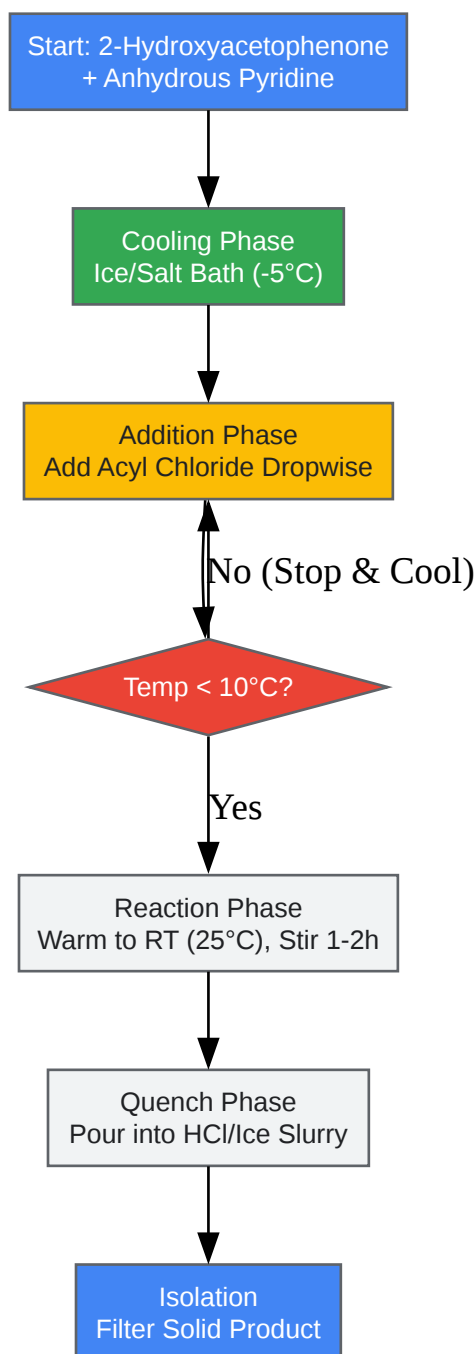 Start: 2-Hydroxyacetophenone
+ Anhydrous Pyridine
Cooling Phase
Ice/Salt Bath (-5°C)
Addition Phase
Add Acyl Chloride Dropwise
No (Stop & Cool)
Temp < 10°C?
Yes
Reaction Phase
Warm to RT (25°C), Stir 1-2h
Quench Phase
Pour into HCl/Ice Slurry
Isolation
Filter Solid Product